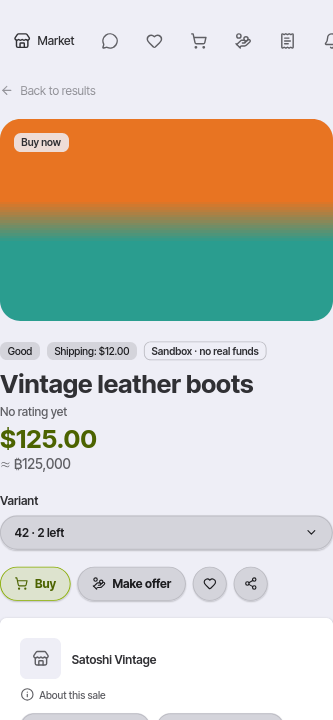 Market
Back to results
Buy now
Good
Shipping: $12.00
Sandbox · no real funds
Vintage leather boots
No rating yet
$125.00
≈ ₿125,000
Variant
42 · 2 left
Buy
Make offer
Satoshi Vintage
About this sale